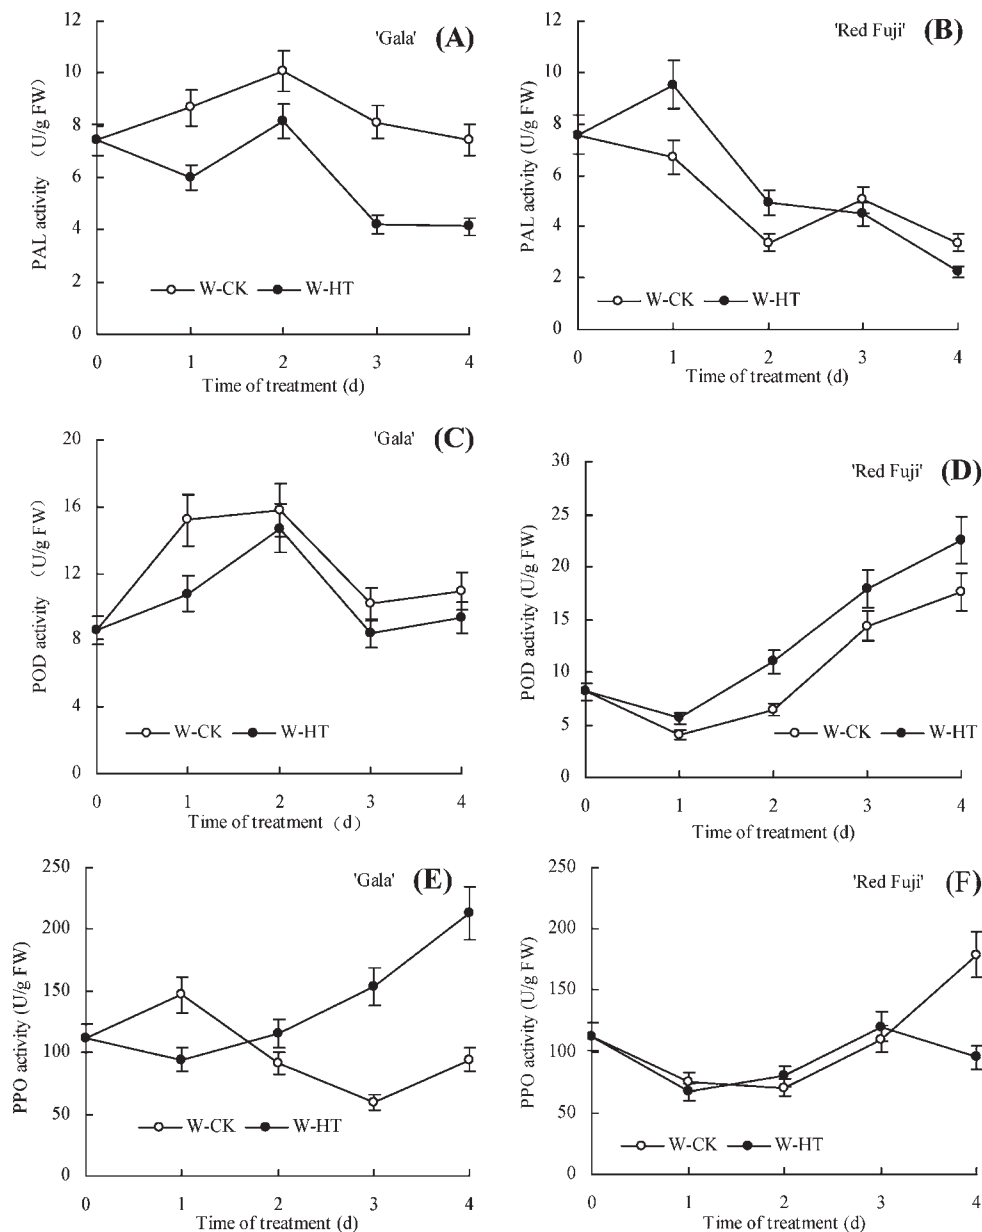 'Gala' (A)
PAL activity （U/g FW）
12
10
8
6
4
2
0
W-CK W-HT
0 1 2 3 4
Time of treatment (d)
'Red Fuji' (B)
PAL activity (U/g FW)
12
10
8
6
4
2
0
W-CK W-HT
0 1 2 3 4
Time of treatment (d)
'Gala' (C)
POD activity （U/g FW）
20
16
12
8
4
0
W-CK W-HT
0 1 2 3 4
Time of treatment （d）
'Red Fuji' (D)
POD activity (U/g FW)
30
25
20
15
10
5
0
W-CK W-HT
0 1 2 3 4
Time of treatment (d)
'Gala' (E)
PPO activity (U/g FW)
250
200
150
100
50
0
W-CK W-HT
0 1 2 3 4
Time of treatment (d)
'Red Fuji' (F)
PPO activity (U/g FW)
250
200
150
100
50
0
W-CK W-HT
0 1 2 3 4
Time of treatment (d)